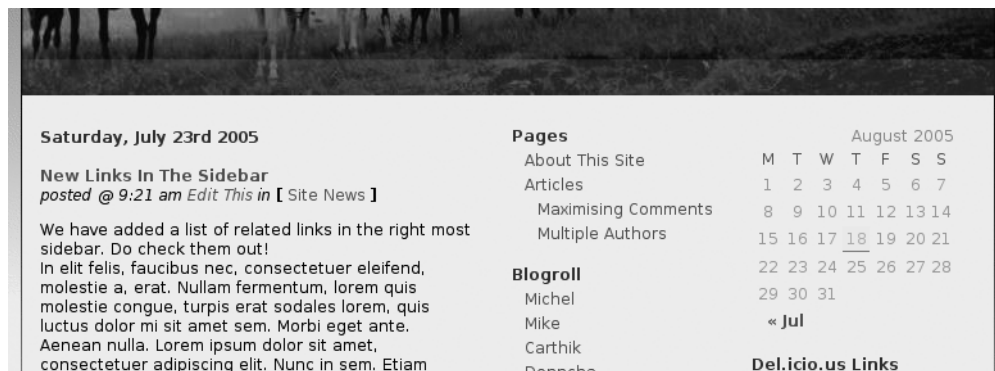 Saturday, July 23rd 2005
New Links In The Sidebar
posted @ 9:21 am Edit This in [ Site News ]
We have added a list of related links in the right most
sidebar. Do check them out!
In elit felis, faucibus nec, consectetuer eleifend,
molestie a, erat. Nullam fermentum, lorem quis
molestie congue, turpis erat sodales lorem, quis
luctus dolor mi sit amet sem. Morbi eget ante.
Aenean nulla. Lorem ipsum dolor sit amet,
consectetuer adipiscing elit. Nunc in sem. Etiam
Pages
About This Site
Articles
Maximising Comments
Multiple Authors
Blogroll
Michel
Mike
Carthik
August 2005
M T W T F S S
1 2 3 4 5 6 7
8 9 10 11 12 13 14
15 16 17 18 19 20 21
22 23 24 25 26 27 28
29 30 31
« Jul
Del.icio.us Links